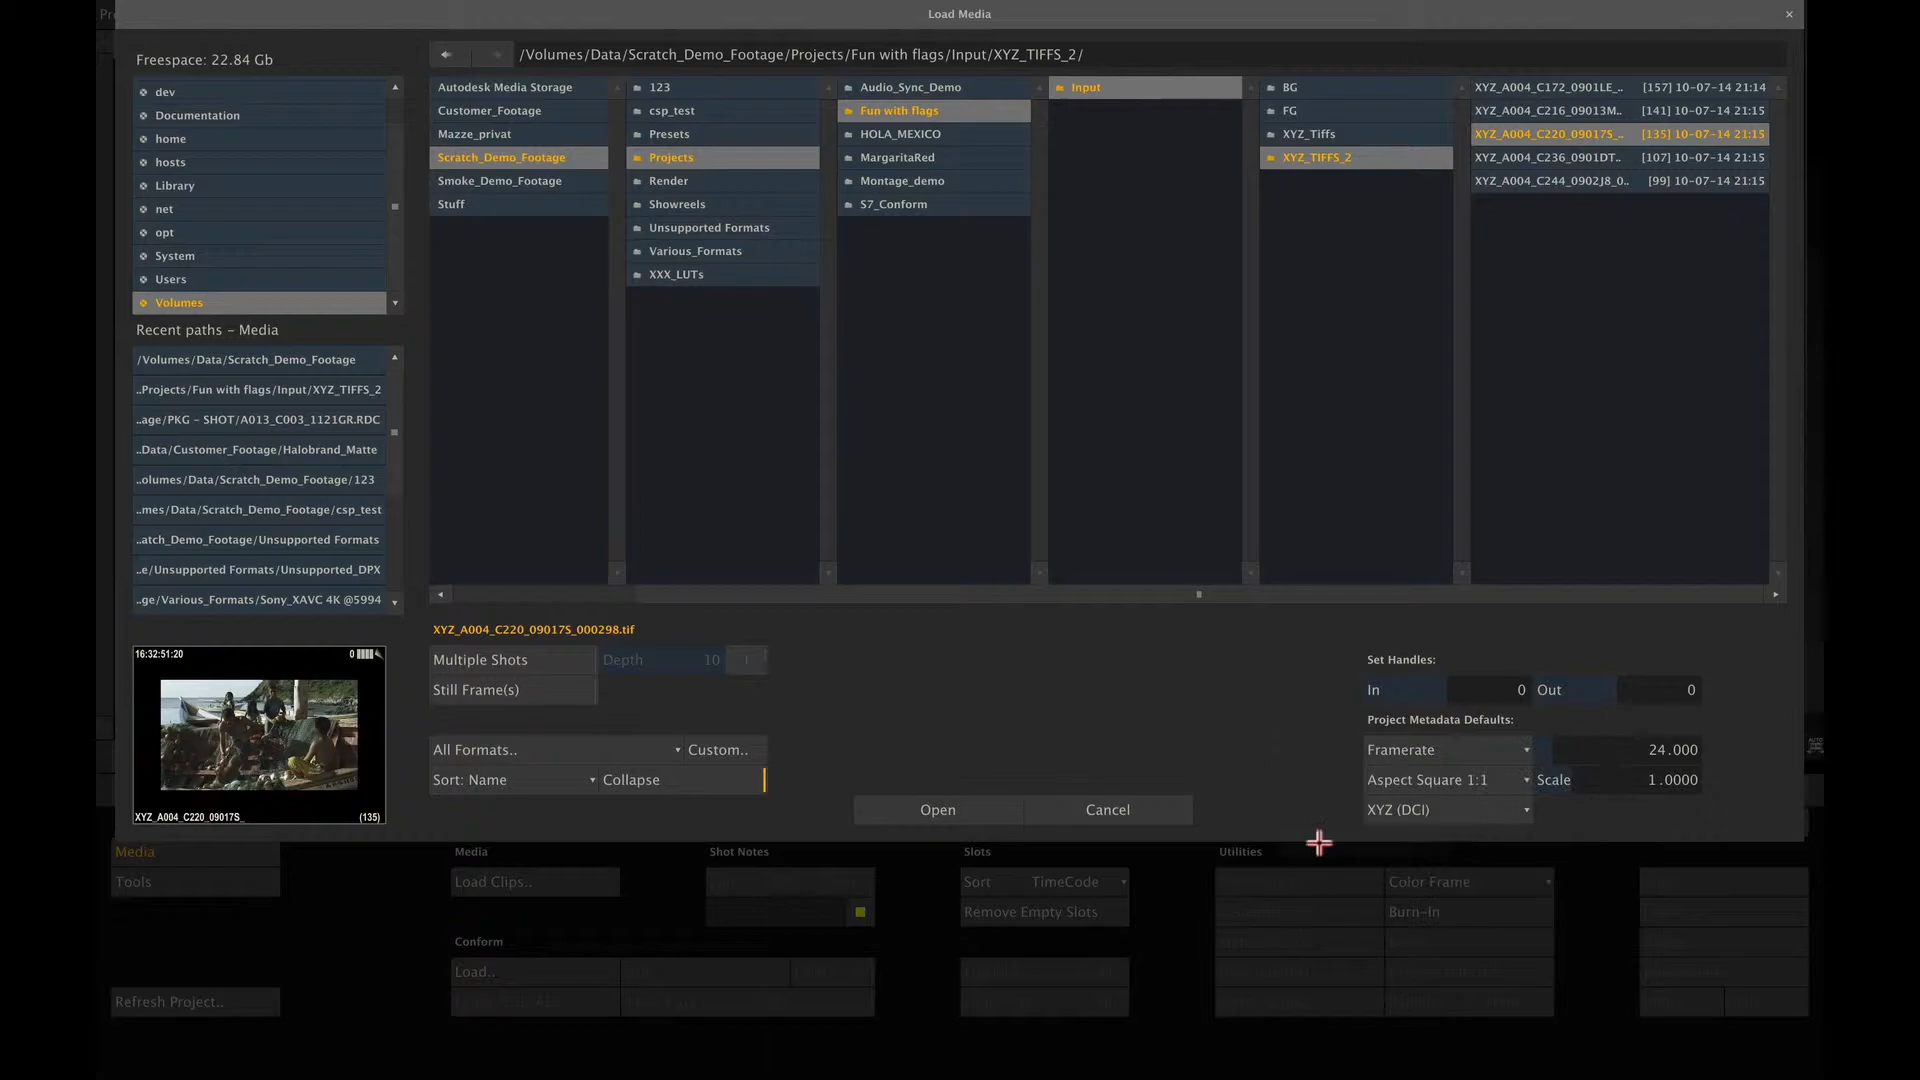 Load Media
×
Freespace: 22.84 Gb
/Volumes/Data/Scratch_Demo_Footage/Projects/Fun with flags/Input/XYZ_TIFFS_2/
dev
Documentation
home
hosts
Library
net
opt
System
Users
Volumes
Recent paths - Media
/Volumes/Data/Scratch_Demo_Footage
..Projects/Fun with flags/Input/XYZ_TIFFS_2
..age/PKG - SHOT/A013_C003_1121GR.RDC
..Data/Customer_Footage/Halobrand_Matte
..olumes/Data/Scratch_Demo_Footage/123
..mes/Data/Scratch_Demo_Footage/csp_test
..atch_Demo_Footage/Unsupported Formats
..e/Unsupported Formats/Unsupported_DPX
..ge/Various_Formats/Sony_XAVC 4K @5994
Autodesk Media Storage
Customer_Footage
Mazze_privat
Scratch_Demo_Footage
Smoke_Demo_Footage
Stuff
123
csp_test
Presets
Projects
Render
Showreels
Unsupported Formats
Various_Formats
XXX_LUTs
Audio_Sync_Demo
Fun with flags
HOLA_MEXICO
MargaritaRed
Montage_demo
S7_Conform
Input
BG
FG
XYZ_Tiffs
XYZ_TIFFS_2
XYZ_A004_C172_0901LE_.. [157] 10-07-14 21:14
XYZ_A004_C216_09013M.. [141] 10-07-14 21:15
XYZ_A004_C220_09017S_.. [135] 10-07-14 21:15
XYZ_A004_C236_0901DT.. [107] 10-07-14 21:15
XYZ_A004_C244_0902J8_0.. [99] 10-07-14 21:15
16:32:51:20 0
XYZ_A004_C220_09017S_ (135)
XYZ_A004_C220_09017S_000298.tif
Multiple Shots Depth 10
Still Frame(s)
All Formats.. Custom..
Sort: Name Collapse
Open Cancel
Set Handles:
In 0 Out 0
Project Metadata Defaults:
Framerate 24.000
Aspect Square 1:1 Scale 1.0000
XYZ (DCI)
Media
Tools
Refresh Project..
Media
Load Clips..
Conform
Load..
Shot Notes
Slots
Sort TimeCode
Remove Empty Slots
Utilities
Color Frame
Burn-In